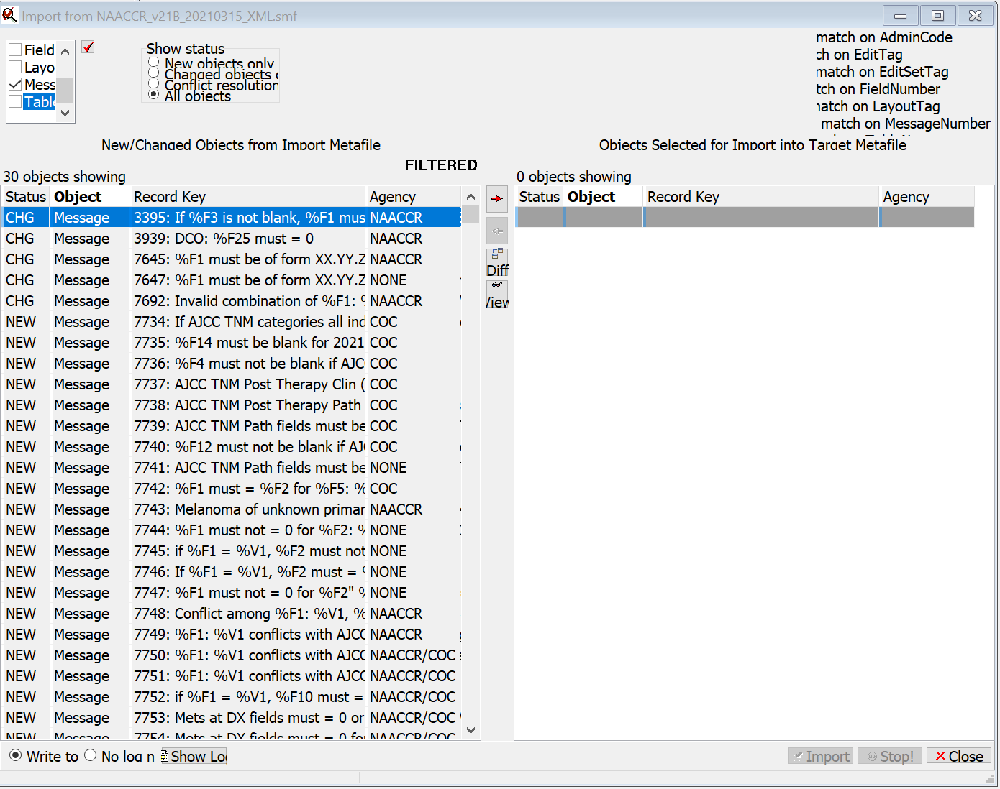 Import from NAACCR_v21B_20210315_XML.smf
Field
Layo
Mess
Table
Show status
New objects only
Changed objects
Conflict resolution
All objects
match on AdminCode
ch on EditTag
match on EditSetTag
tch on FieldNumber
natch on LayoutTag
match on MessageNumber
New/Changed Objects from Import Metafile
Objects Selected for Import into Target Metafile
FILTERED
30 objects showing
0 objects showing
Status Object Record Key Agency
Status Object Record Key Agency
CHG Message 3395: If %F3 is not blank, %F1 mus NAACCR
CHG Message 3939: DCO: %F25 must = 0 NAACCR
CHG Message 7645: %F1 must be of form XX.YY.Z NAACCR
Diff
CHG Message 7647: %F1 must be of form XX.YY.Z NONE
CHG Message 7692: Invalid combination of %F1: % NAACCR
View
NEW Message 7734: If AJCC TNM categories all ind COC
NEW Message 7735: %F14 must be blank for 2021 COC
NEW Message 7736: %F4 must not be blank if AJCC COC
NEW Message 7737: AJCC TNM Post Therapy Clin ( COC
NEW Message 7738: AJCC TNM Post Therapy Path COC
NEW Message 7739: AJCC TNM Path fields must be COC
NEW Message 7740: %F12 must not be blank if AJC COC
NEW Message 7741: AJCC TNM Path fields must be NONE
NEW Message 7742: %F1 must = %F2 for %F5: % COC
NEW Message 7743: Melanoma of unknown primar NAACCR
NEW Message 7744: %F1 must not = 0 for %F2: % NONE
NEW Message 7745: if %F1 = %V1, %F2 must not NONE
NEW Message 7746: If %F1 = %V1, %F2 must = % NONE
NEW Message 7747: %F1 must not = 0 for %F2" % NONE
NEW Message 7748: Conflict among %F1: %V1, % NAACCR
NEW Message 7749: %F1: %V1 conflicts with AJCC NAACCR
NEW Message 7750: %F1: %V1 conflicts with AJCC NAACCR/COC
NEW Message 7751: %F1: %V1 conflicts with AJCC NAACCR/COC
NEW Message 7752: if %F1 = %V1, %F10 must = NAACCR/COC
NEW Message 7753: Mets at DX fields must = 0 or NAACCR/COC
NEW Message 7754: Mets at DX fields must = 0 for NAACCR/COC
Write to No log Show Log
Import Stop! Close